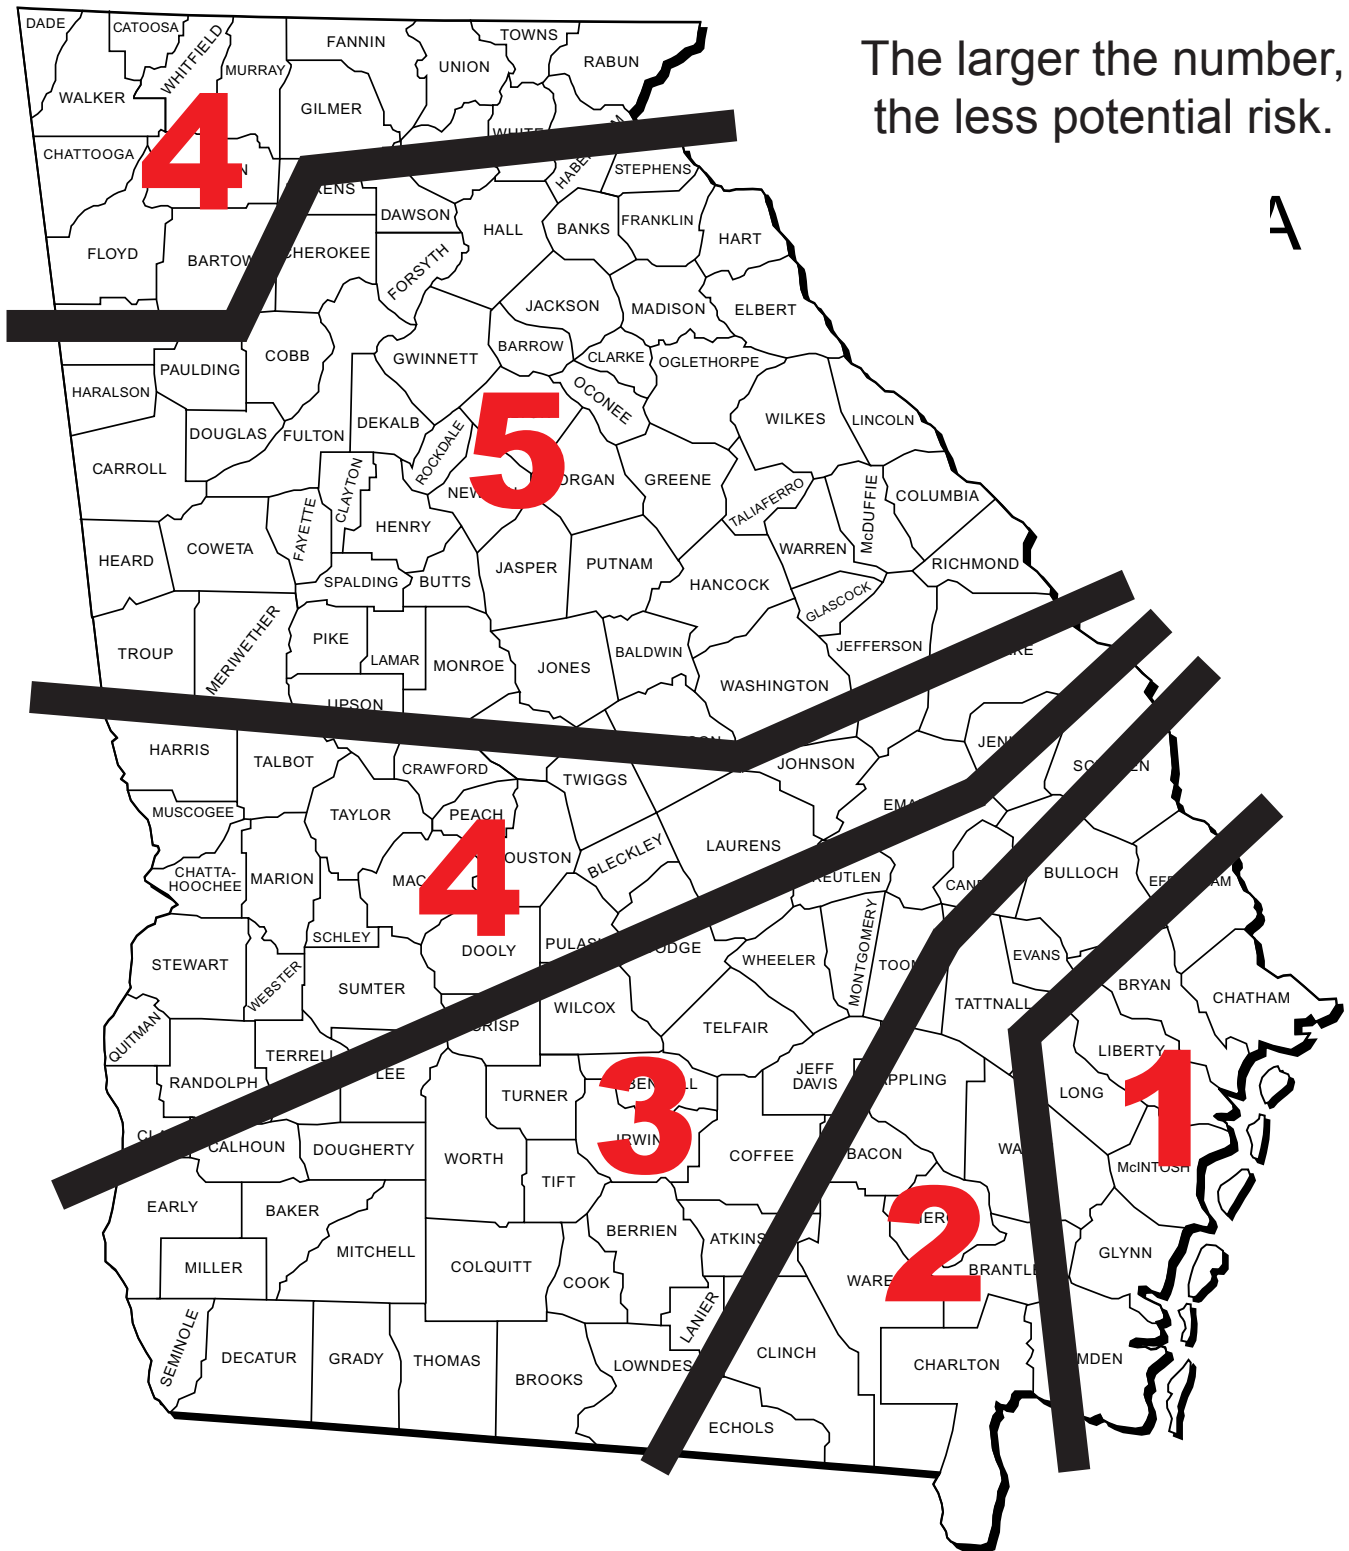 DADE
CATOOSA
WHITFIELD
FANNIN
TOWNS
RABUN
UNION
MURRAY
WALKER
GILMER
The larger the number,
the less potential risk.
4
CHATTOOGA
STEPHENS
DAWSON
HALL
BANKS
FRANKLIN
HART
A
FLOYD
FORSYTH
JACKSON
MADISON
ELBERT
COBB
GWINNETT
BARROW
CLARKE
OGLETHORPE
PAULDING
HARALSON
OCONEE
WILKES
LINCOLN
DOUGLAS
FULTON
DEKALB
ROCKDALE
5
CARROLL
GREENE
TALIAFERRO
McDUFFIE
COLUMBIA
CLAYTON
FAYETTE
HENRY
COWETA
HEARD
WARREN
RICHMOND
SPALDING
BUTTS
JASPER
PUTNAM
HANCOCK
GLASCOCK
TROUP
MERIWETHER
PIKE
LAMAR
MONROE
JONES
BALDWIN
JEFFERSON
WASHINGTON
UPSON
HARRIS
TALBOT
CRAWFORD
TWIGGS
JOHNSON
MUSCOGEE
TAYLOR
PEACH
LAURENS
BLECKLEY
CHATTA-
HOOCHEE
MARION
4
BULLOCH
SCHLEY
DOOLY
MONTGOMERY
STEWART
WEBSTER
SUMTER
WHEELER
EVANS
TATTNALL
BRYAN
CHATHAM
QUITMAN
WILCOX
TELFAIR
LIBERTY
RANDOLPH
TERRELL
LEE
TURNER
JEFF
DAVIS
LONG
1
3
IRWIN
CALHOUN
DOUGHERTY
WORTH
COFFEE
BACON
McINTOSH
TIFT
EARLY
BAKER
2
BERRIEN
MITCHELL
MILLER
COLQUITT
COOK
WARE
GLYNN
LANIER
SEMINOLE
DECATUR
GRADY
THOMAS
BROOKS
LOWNDES
CLINCH
CHARLTON
ECHOLS